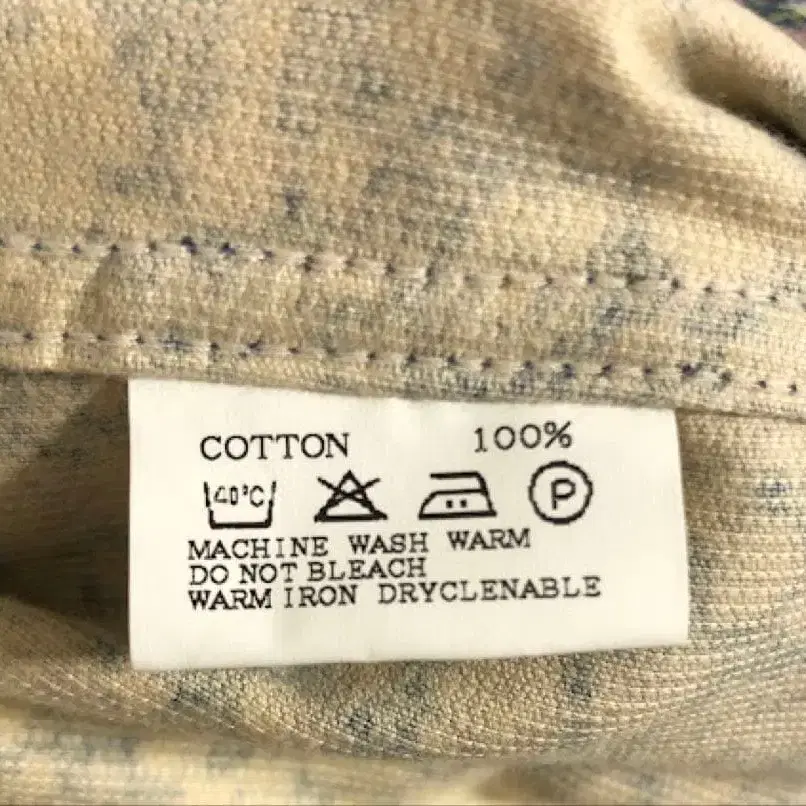 COTTON 100%
40°C P
MACHINE WASH WARM
DO NOT BLEACH
WARM IRON DRYCLENABLE